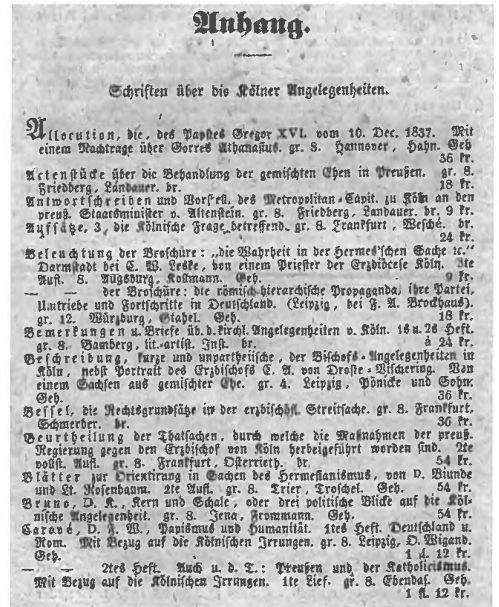 Anhang.
Schriften über die Kölner Angelegenheiten.
Allocution, die, des Papstes Gregor XVI. vom 10. Dec. 1837. Mit
einem Nachtrage über Gorres Athanasius. gr. 8. Hannover, Hahn. Geh
36 kr.
Actenstücke über die Behandlung der gemischten Ehen in Preußen. gr. 8.
Friedberg, Landauer. br. 18 kr.
Antwortschreiben und Vorstell. des Metropolitan-Capit. zu Köln an den
preuß. Staatsminister v. Altenstein. gr. 8. Friedberg, Landauer. br. 9 kr.
Aufsätze, 3, die Kölnische Frage betreffend. gr. 8. Frankfurt, Wesché. br.
24 kr.
Beleuchtung der Broschüre: „die Wahrheit in der Hermes'schen Sache ꝛc.“
Darmstadt bei C. W. Leske, von einem Priester der Erzdiöcese Köln. 2te
Aufl. 8. Augsburg, Kollmann. Geh. 9 kr.
— — der Broschüre: die römisch-hierarchische Propaganda, ihre Partei,
Umtriebe und Fortschritte in Deutschland. (Leipzig, bei F. A. Brockhaus).
gr. 12. Würzburg, Stahel. Geh. 18 kr.
Bemerkungen u. Briefe üb. d. kirchl. Angelegenheiten v. Köln. 1s u. 2s Heft.
gr. 8. Bamberg, lit.-artist. Inst. br. à 24 kr.
Beschreibung, kurze und unpartheiische, der Bischofs-Angelegenheiten in
Köln, nebst Portrait des Erzbischofs C. A. von Droste-Vischering. Von
einem Sachsen aus gemischter Ehe. gr. 4. Leipzig, Pönicke und Sohn.
Geh. 36 kr.
Bessel, die Rechtsgrundsätze in der erzbischöfl. Streitsache. gr. 8. Frankfurt,
Schmerber. br. 36 kr.
Beurtheilung der Thatsachen, durch welche die Maßnahmen der preuß.
Regierung gegen den Erzbischof von Köln herbeigeführt worden sind. 2te
vollst. Aufl. gr. 8. Frankfurt, Osterrieth. br. 54 kr.
Blätter zur Orientirung in Sachen des Hermesianismus, von D. Biunde
und Lt. Rosenbaum. 2te Aufl. gr. 8. Trier, Troschel. Geh. 54 kr.
Bruno, D. K., Kern und Schale, oder drei politische Blicke auf die Köl-
nische Angelegenheit. gr. 8. Jena, Frommann. Geh. 54 kr.
Carové, D. F. W., Papismus und Humanität. 1tes Heft. Deutschland u.
Rom. Mit Bezug auf die Kölnischen Irrungen. gr. 8. Leipzig, O. Wigand.
Geh. 1 fl. 12 kr.
— — 2tes Heft. Auch u. d. T.: Preußen und der Katholicismus.
Mit Bezug auf die Kölnischen Irrungen. 1te Lief. gr. 8. Ebendas. Geh.
1 fl. 12 kr.